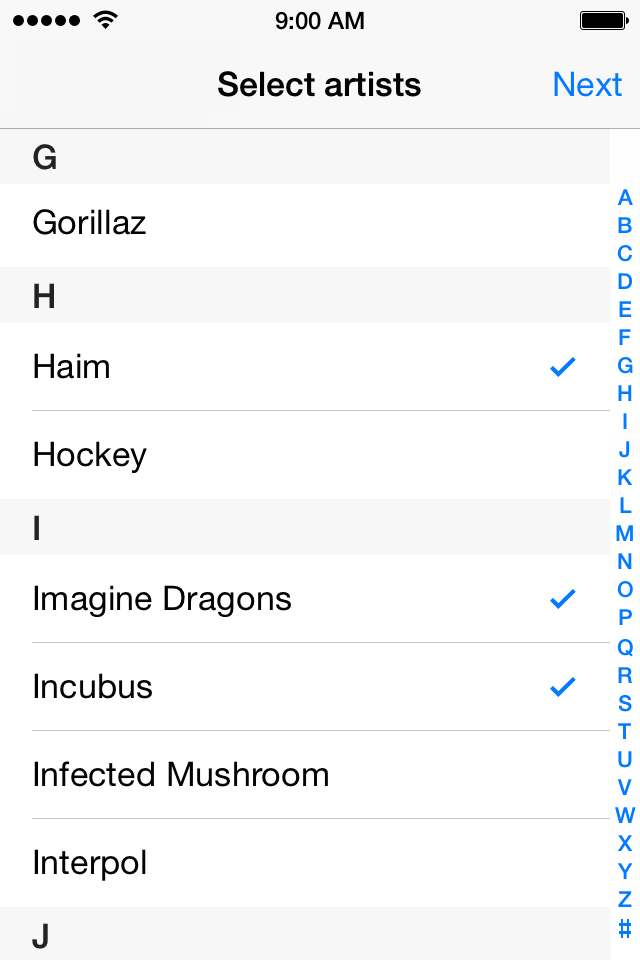 9:00 AM
Select artists
Next
G
Gorillaz
H
Haim
Hockey
I
Imagine Dragons
Incubus
Infected Mushroom
Interpol
J
A
B
C
D
E
F
G
H
I
J
K
L
M
N
O
P
Q
R
S
T
U
V
W
X
Y
Z
#